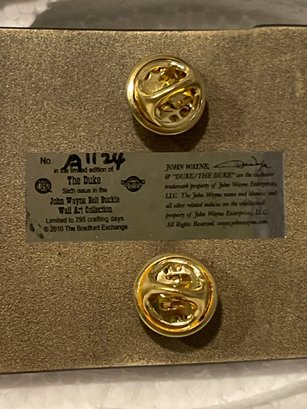 No. A1124
in the limited edition of
The Duke
Sixth issue in the
John Wayne Belt Buckle
Wall Art Collection
Limited to 295 crafting days
© 2010 The Bradford Exchange
JOHN WAYNE,
& "DUKE/THE DUKE" are the exclusive
trademark property of John Wayne Enterprises,
LLC. The John Wayne name and likeness and
all other related indicia are the intellectual
property of John Wayne Enterprises, LLC.
All Rights Reserved. www.johnwayne.com